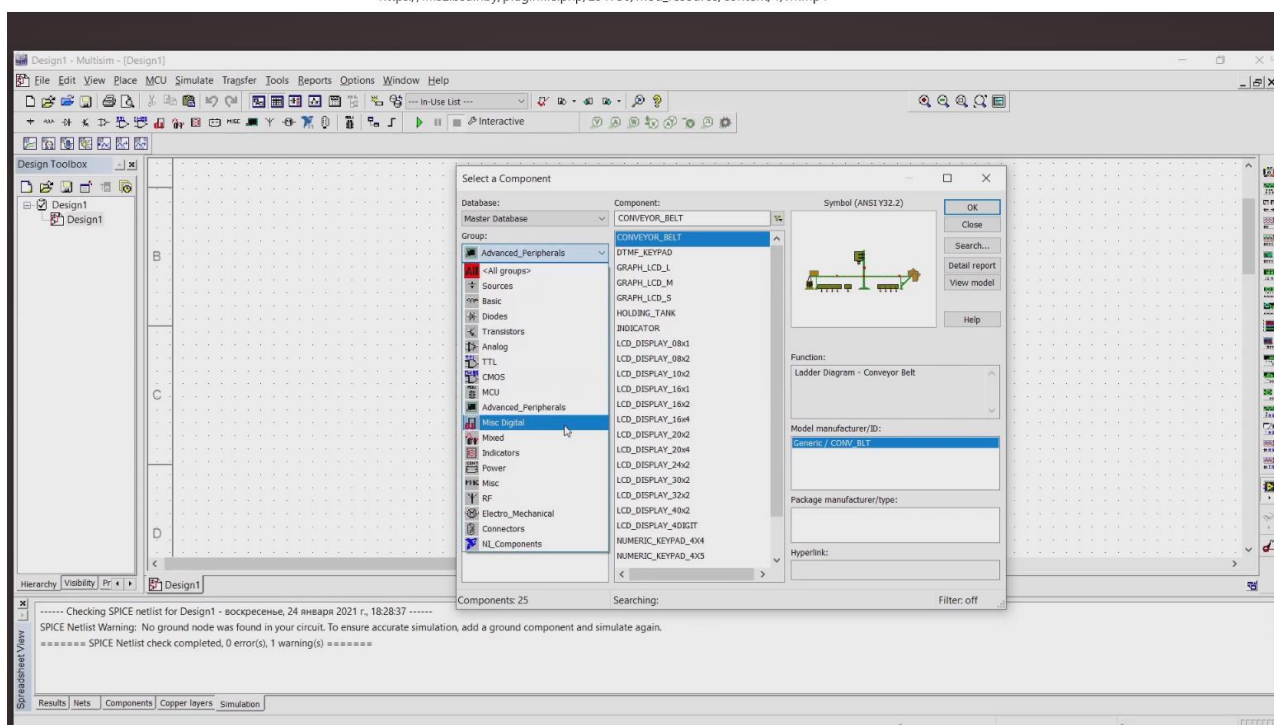 Design1 - Multisim - [Design1]
File Edit View Place MCU Simulate Transfer Tools Reports Options Window Help
--- In-Use List ---
Interactive
Design Toolbox
Design1
Design1
B
C
D
Select a Component
Database:
Master Database
Group:
Advanced_Peripherals
<All groups>
Sources
Basic
Diodes
Transistors
Analog
TTL
CMOS
MCU
Advanced_Peripherals
Misc Digital
Mixed
Indicators
Power
Misc
RF
Electro_Mechanical
Connectors
NI_Components
Component:
CONVEYOR_BELT
CONVEYOR_BELT
DTMF_KEYPAD
GRAPH_LCD_L
GRAPH_LCD_M
GRAPH_LCD_S
HOLDING_TANK
INDICATOR
LCD_DISPLAY_08x1
LCD_DISPLAY_08x2
LCD_DISPLAY_10x2
LCD_DISPLAY_16x1
LCD_DISPLAY_16x2
LCD_DISPLAY_16x4
LCD_DISPLAY_20x2
LCD_DISPLAY_20x4
LCD_DISPLAY_24x2
LCD_DISPLAY_30x2
LCD_DISPLAY_32x2
LCD_DISPLAY_40x2
LCD_DISPLAY_4DIGIT
NUMERIC_KEYPAD_4X4
NUMERIC_KEYPAD_4X5
Symbol (ANSI Y32.2)
OK
Close
Search...
Detail report
View model
Help
Function:
Ladder Diagram - Conveyor Belt
Model manufacturer/ID:
Generic / CONV_BLT
Package manufacturer/type:
Hyperlink:
Components: 25
Searching:
Filter: off
Hierarchy Visibility Pr
Design1
------ Checking SPICE netlist for Design1 - воскресенье, 24 января 2021 г., 18:28:37 ------
SPICE Netlist Warning: No ground node was found in your circuit. To ensure accurate simulation, add a ground component and simulate again.
======= SPICE Netlist check completed, 0 error(s), 1 warning(s) =======
Spreadsheet View
Results Nets Components Copper layers Simulation